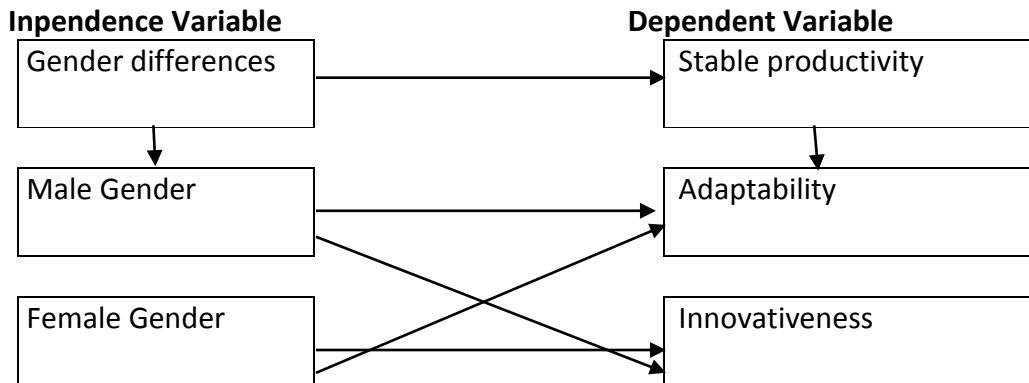 Inpendence Variable
Dependent Variable
Gender differences
Stable productivity
Male Gender
Adaptability
Female Gender
Innovativeness